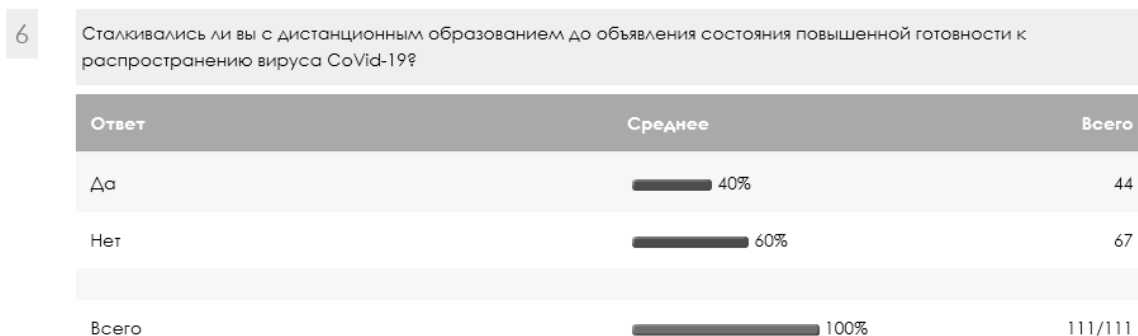 6
Сталкивались ли вы с дистанционным образованием до объявления состояния повышенной готовности к
распространению вируса CoVid-19?
Ответ Среднее Всего
Да 40% 44
Нет 60% 67
Всего 100% 111/111